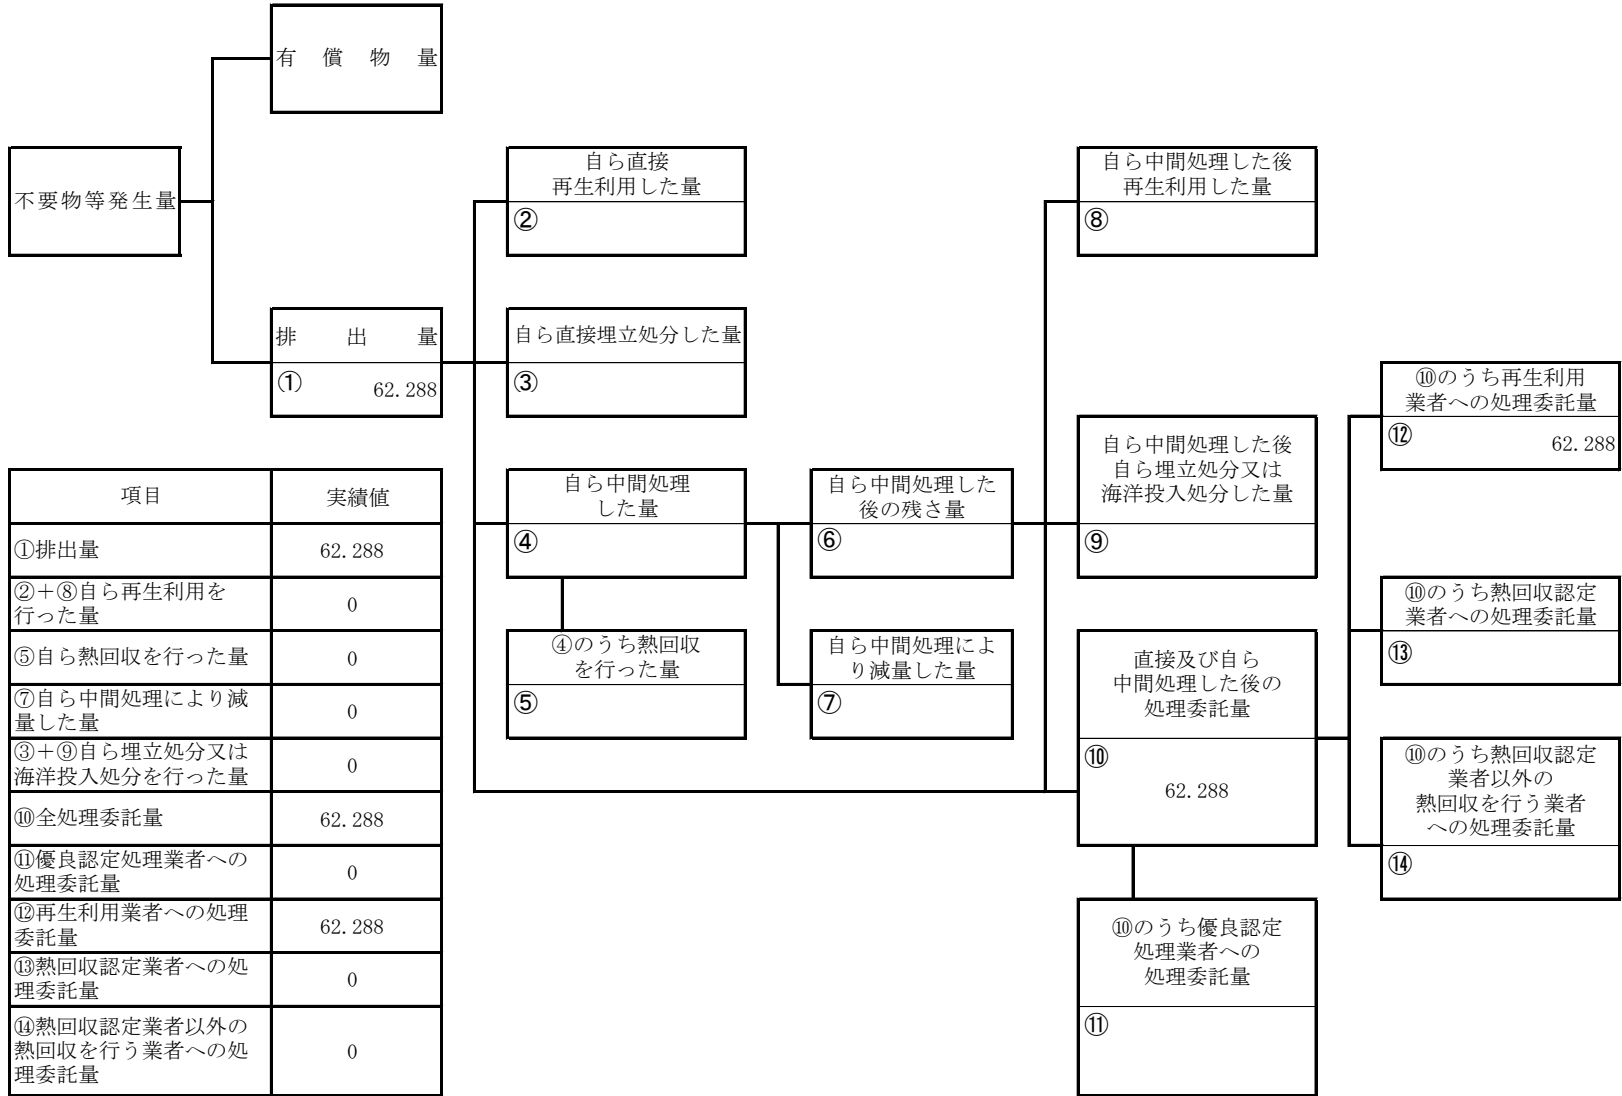 有償物量
不要物等発生量
排出量
① 62.288
自ら直接
再生利用した量
②
自ら直接埋立処分した量
③
自ら中間処理
した量
④
④のうち熱回収
を行った量
⑤
自ら中間処理した
後の残さ量
⑥
自ら中間処理によ
り減量した量
⑦
自ら中間処理した後
再生利用した量
⑧
自ら中間処理した後
自ら埋立処分又は
海洋投入処分した量
⑨
直接及び自ら
中間処理した後の
処理委託量
⑩
62.288
⑩のうち優良認定
処理業者への
処理委託量
⑪
⑩のうち再生利用
業者への処理委託量
⑫ 62.288
⑩のうち熱回収認定
業者への処理委託量
⑬
⑩のうち熱回収認定
業者以外の
熱回収を行う業者
への処理委託量
⑭
項目 実績値
①排出量 62.288
②＋⑧自ら再生利用を
行った量 0
⑤自ら熱回収を行った量 0
⑦自ら中間処理により減
量した量 0
③＋⑨自ら埋立処分又は
海洋投入処分を行った量 0
⑩全処理委託量 62.288
⑪優良認定処理業者への
処理委託量 0
⑫再生利用業者への処理
委託量 62.288
⑬熱回収認定業者への処
理委託量 0
⑭熱回収認定業者以外の
熱回収を行う業者への処
理委託量 0